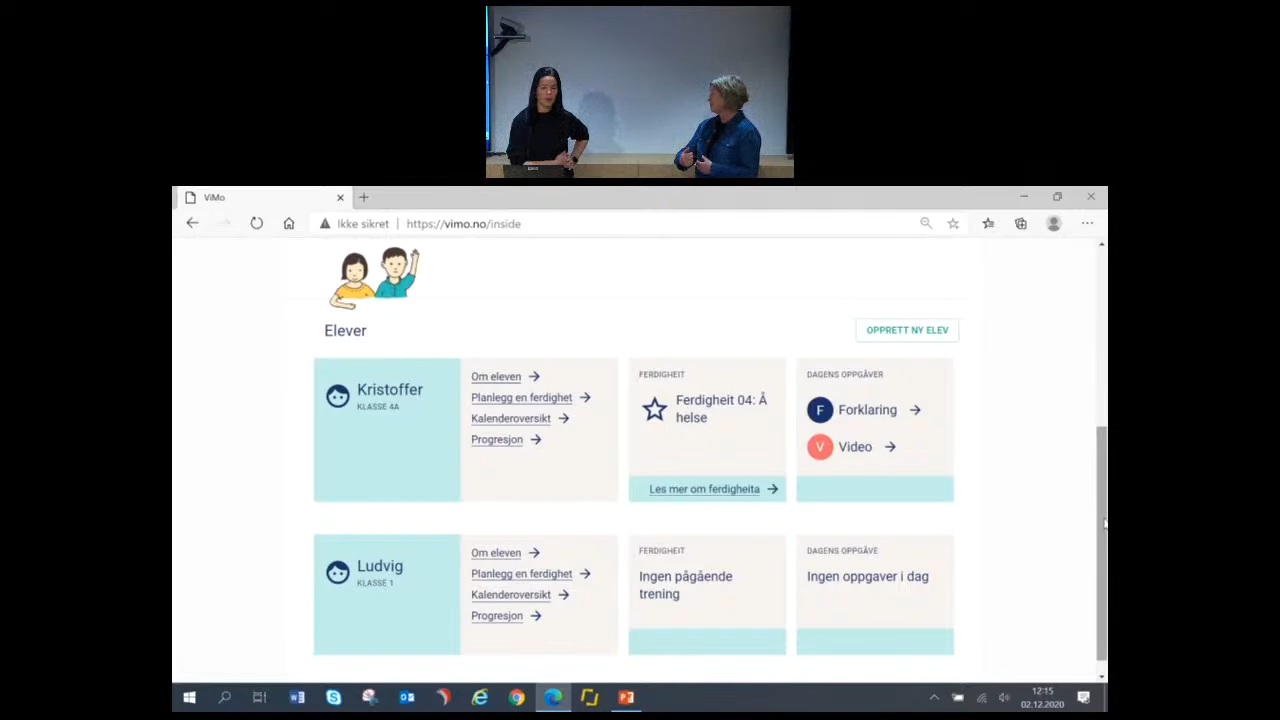 ViMo
Ikke sikret | https://vimo.no/inside
Elever
OPPRETT NY ELEV
Kristoffer
KLASSE 4A
Om eleven
Planlegg en ferdighet
Kalenderoversikt
Progresjon
FERDIGHEIT
Ferdigheit 04: Å
helse
Les mer om ferdigheita
DAGENS OPPGÅVER
F Forklaring
V Video
Ludvig
KLASSE 1
Om eleven
Planlegg en ferdighet
Kalenderoversikt
Progresjon
FERDIGHEIT
Ingen pågående
trening
DAGENS OPPGÅVE
Ingen oppgaver i dag
12:15
02.12.2020